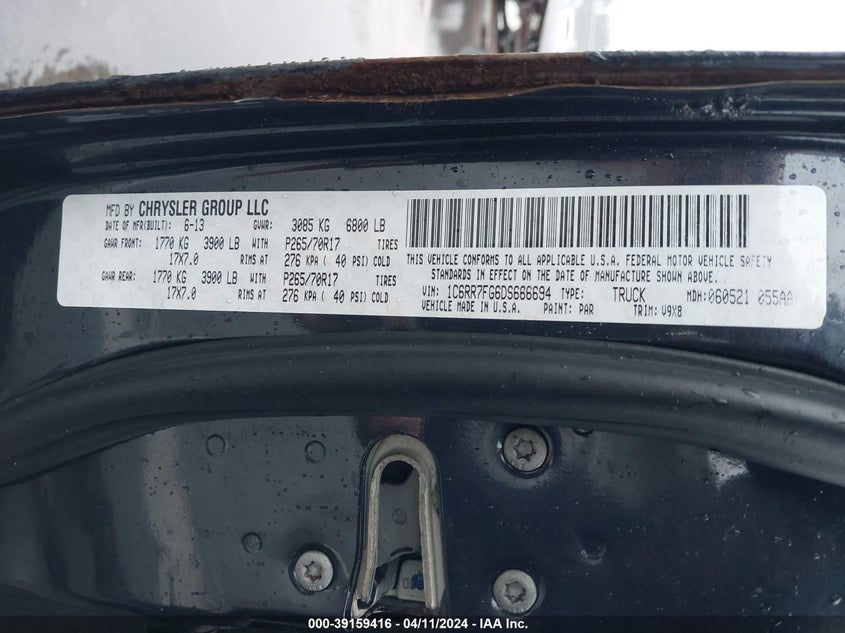 MFD BY CHRYSLER GROUP LLC
DATE OF MFR(BUILT): 6-13 GVWR: 3085 KG 6800 LB
GAWR FRONT: 1770 KG 3900 LB WITH P265/70R17 TIRES
17X7.0 RIMS AT 276 KPA ( 40 PSI) COLD
GAWR REAR: 1770 KG 3900 LB WITH P265/70R17 TIRES
17X7.0 RIMS AT 276 KPA ( 40 PSI) COLD
THIS VEHICLE CONFORMS TO ALL APPLICABLE U.S.A. FEDERAL MOTOR VEHICLE SAFETY
STANDARDS IN EFFECT ON THE DATE OF MANUFACTURE SHOWN ABOVE.
VIN: 1C6RR7FG6DS666694 TYPE: TRUCK MDH: 060521 055AA
VEHICLE MADE IN U.S.A. PAINT: PAR TRIM: V9X8
000-39159416 - 04/11/2024 - IAA Inc.